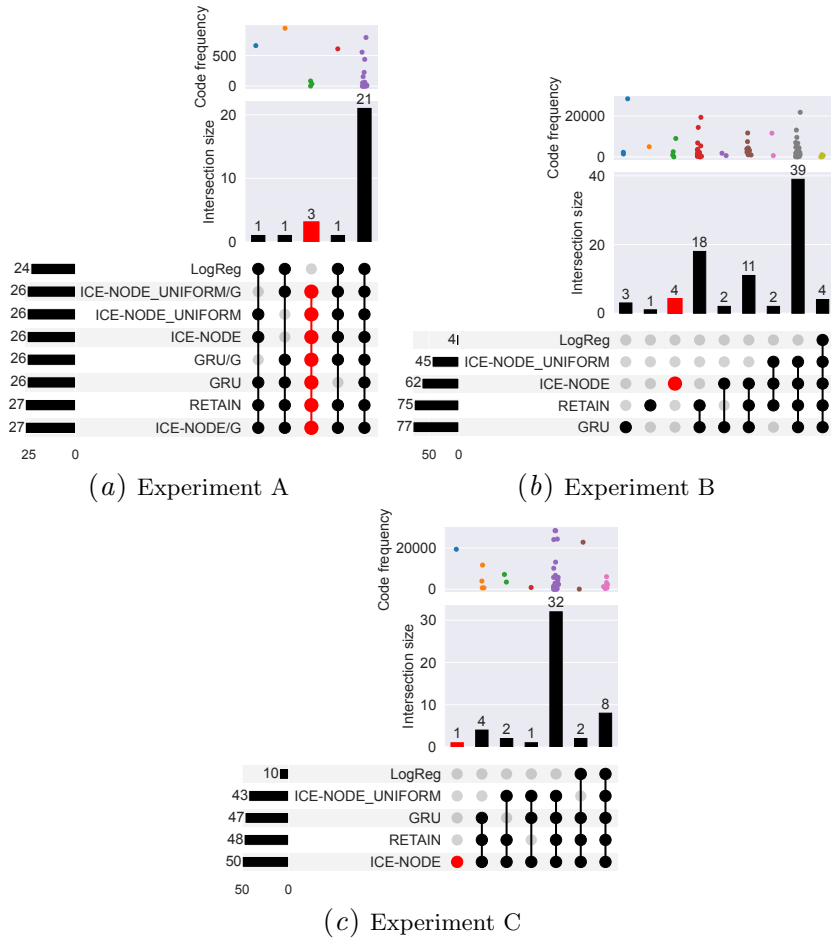 Code frequency
500
0
Intersection size
20
10
0
1 1 3 1 21
24 LogReg
26 ICE-NODE_UNIFORM/G
26 ICE-NODE_UNIFORM
26 ICE-NODE
26 GRU/G
26 GRU
27 RETAIN
27 ICE-NODE/G
25 0
(a) Experiment A
Code frequency
20000
0
Intersection size
40
20
0
3 1 4 18 2 11 2 39 4
4 LogReg
45 ICE-NODE_UNIFORM
62 ICE-NODE
75 RETAIN
77 GRU
50 0
(b) Experiment B
Code frequency
20000
0
Intersection size
30
20
10
0
1 4 2 1 32 2 8
10 LogReg
43 ICE-NODE_UNIFORM
47 GRU
48 RETAIN
50 ICE-NODE
50 0
(c) Experiment C